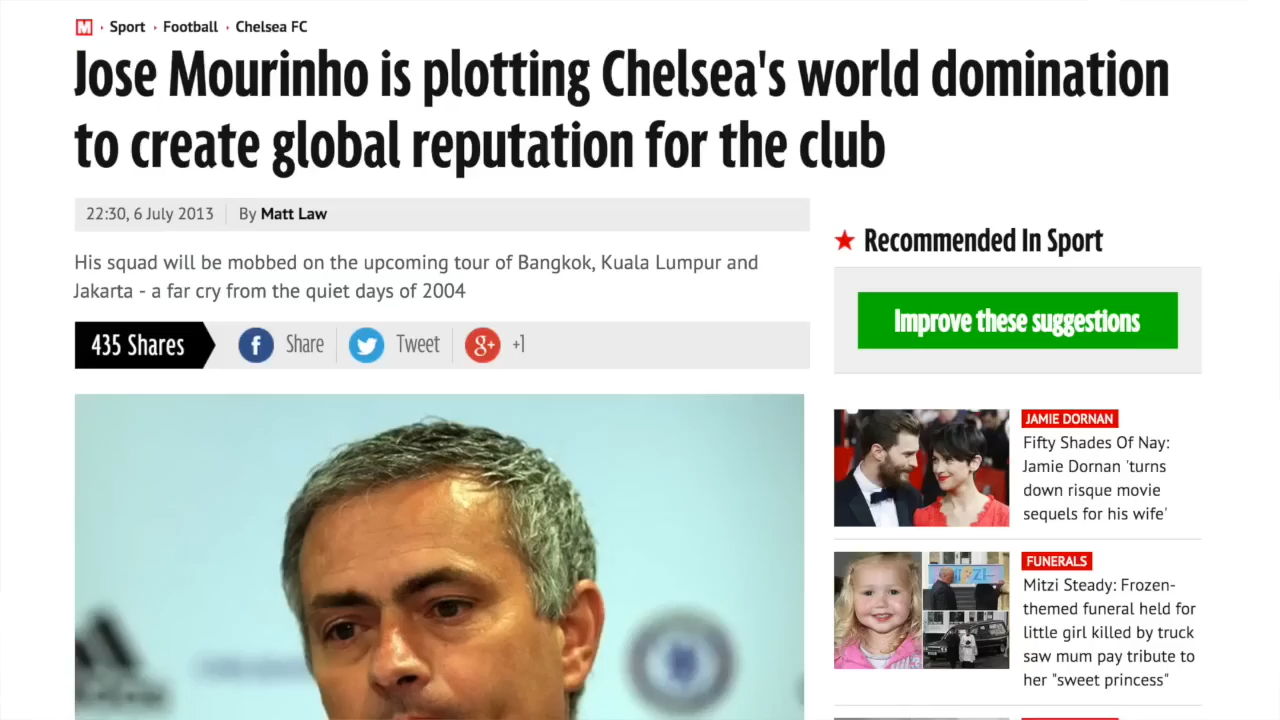 M Sport Football Chelsea FC
Jose Mourinho is plotting Chelsea's world domination
to create global reputation for the club
22:30, 6 July 2013 By Matt Law
His squad will be mobbed on the upcoming tour of Bangkok, Kuala Lumpur and
Jakarta - a far cry from the quiet days of 2004
435 Shares f Share Tweet g+ +1
Recommended In Sport
Improve these suggestions
JAMIE DORNAN
Fifty Shades Of Nay:
Jamie Dornan 'turns
down risque movie
sequels for his wife'
FUNERALS
Mitzi Steady: Frozen-
themed funeral held for
little girl killed by truck
saw mum pay tribute to
her "sweet princess"